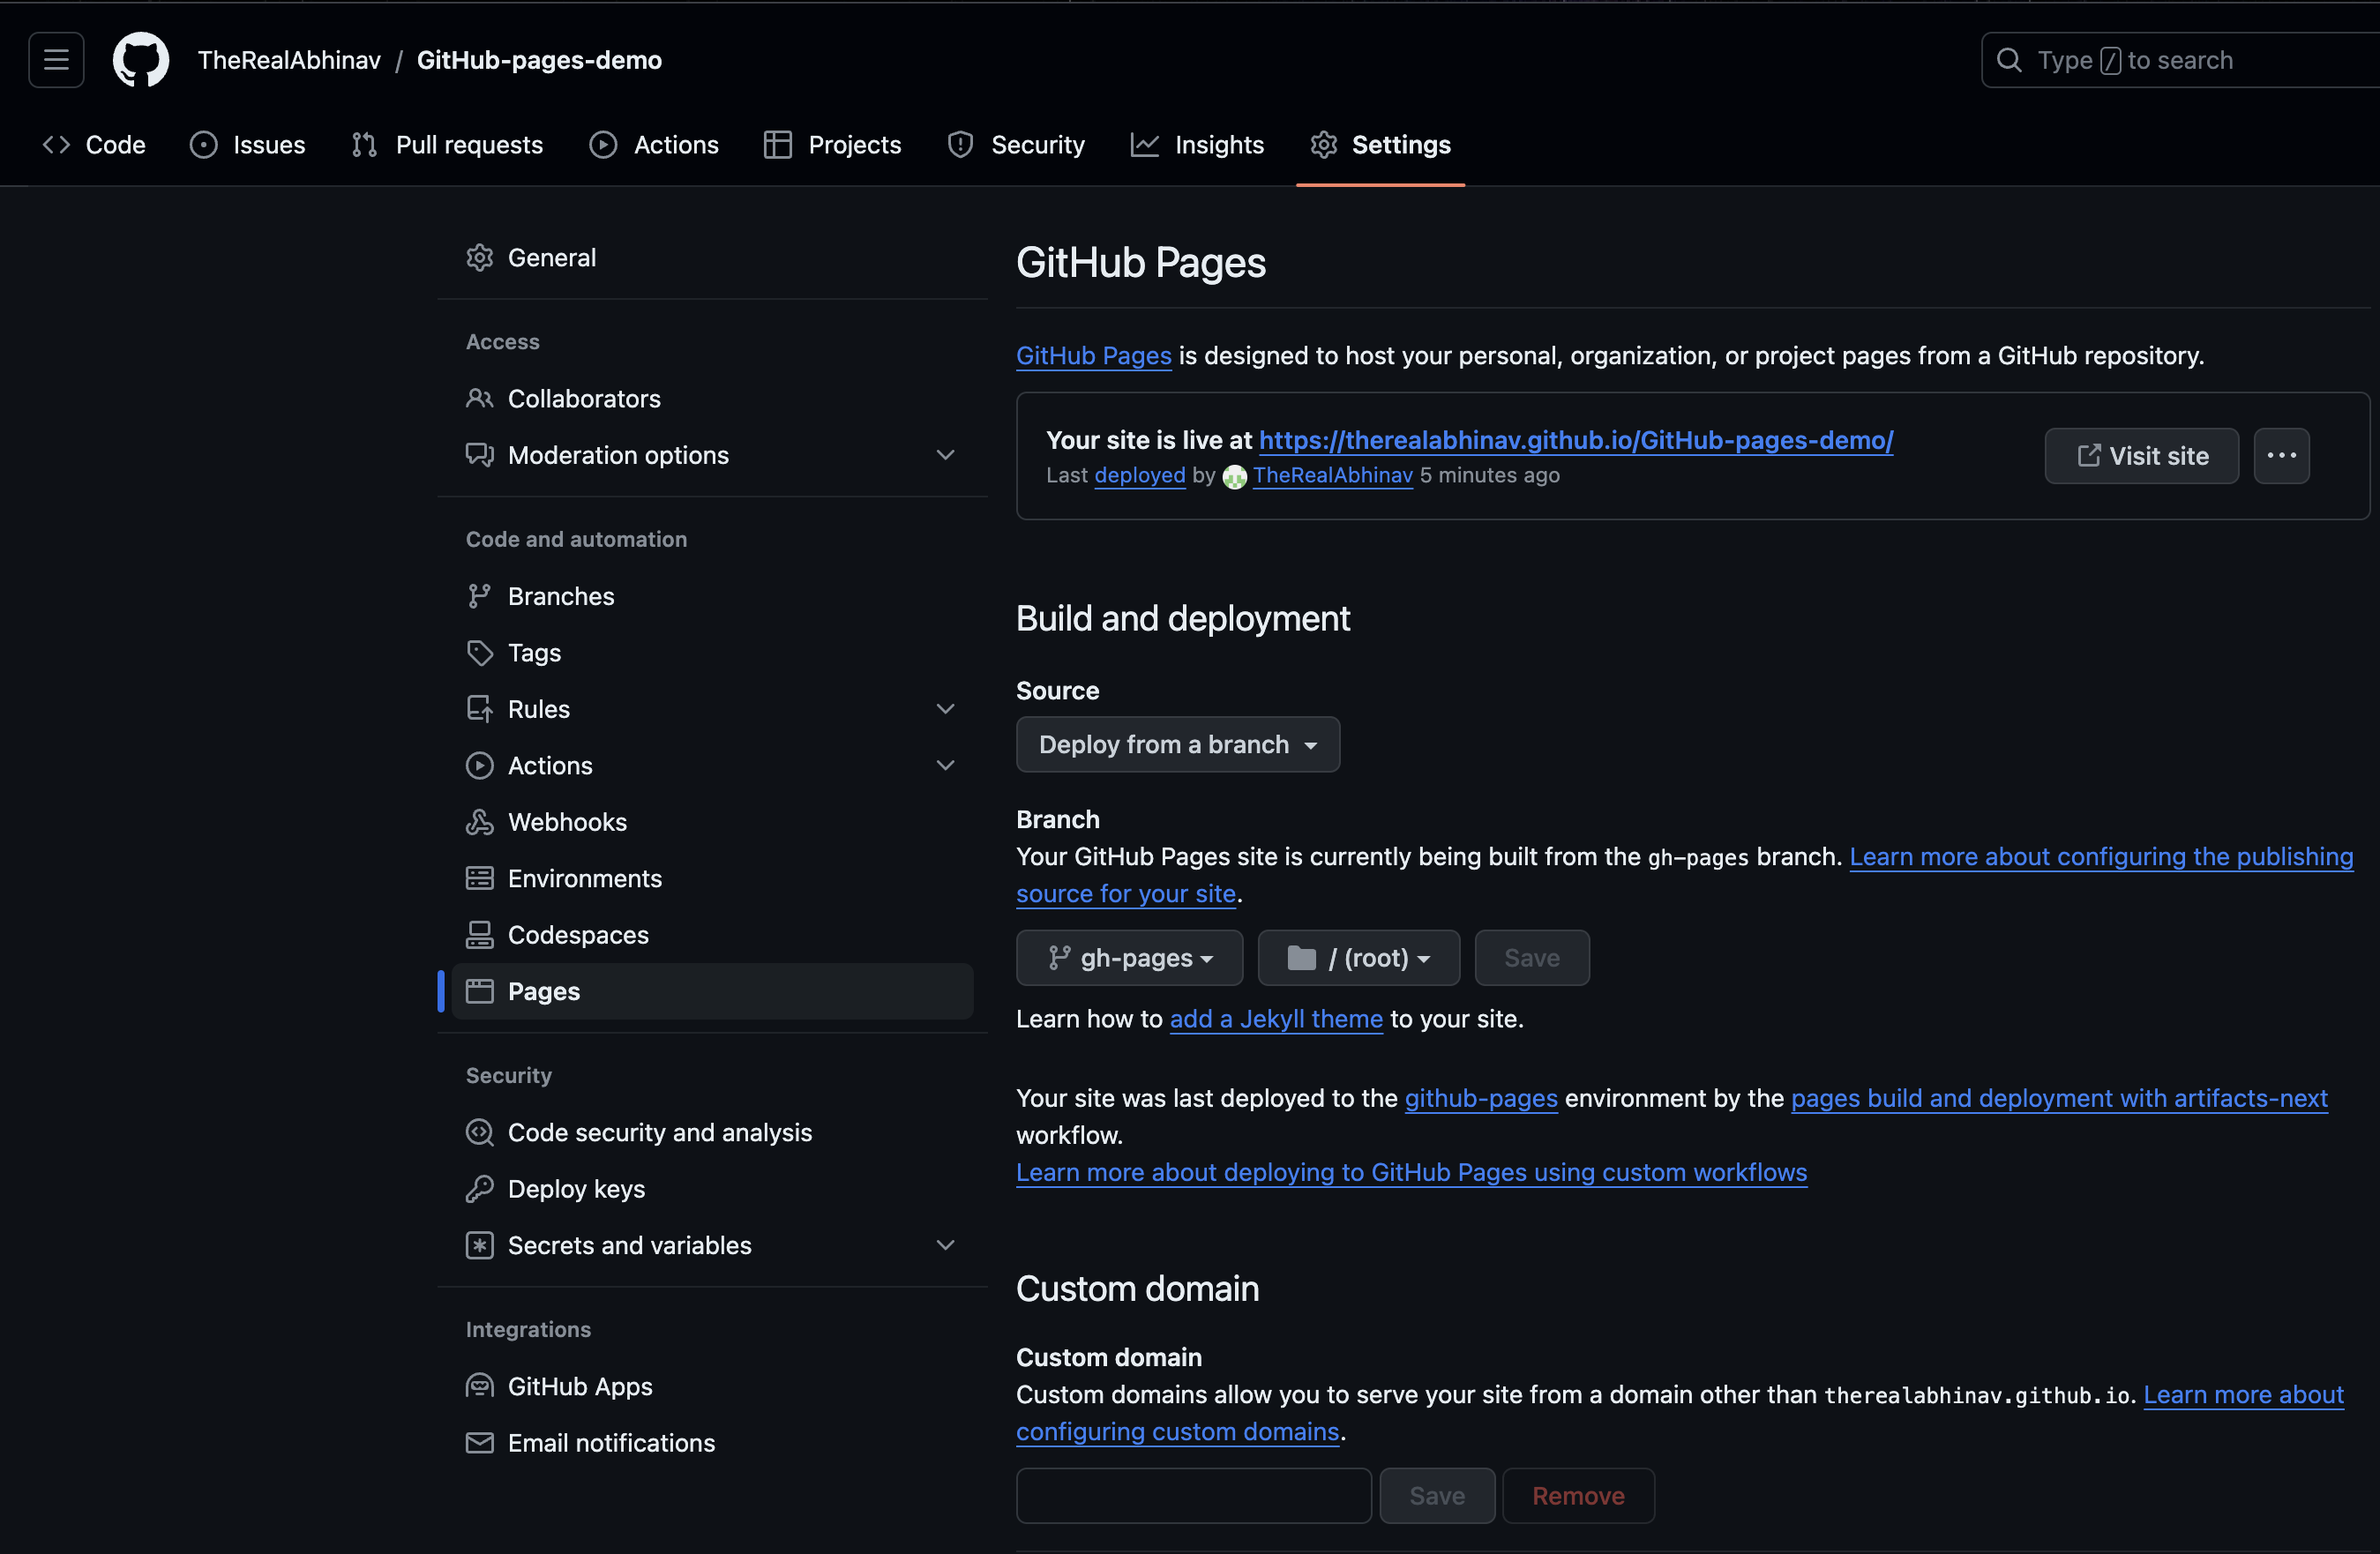 TheRealAbhinav / GitHub-pages-demo
Type / to search
Code Issues Pull requests Actions Projects Security Insights Settings
General
Access
Collaborators
Moderation options
Code and automation
Branches
Tags
Rules
Actions
Webhooks
Environments
Codespaces
Pages
Security
Code security and analysis
Deploy keys
Secrets and variables
Integrations
GitHub Apps
Email notifications
GitHub Pages
GitHub Pages is designed to host your personal, organization, or project pages from a GitHub repository.
Your site is live at https://therealabhinav.github.io/GitHub-pages-demo/
Last deployed by TheRealAbhinav 5 minutes ago
Visit site
Build and deployment
Source
Deploy from a branch
Branch
Your GitHub Pages site is currently being built from the gh-pages branch. Learn more about configuring the publishing
source for your site.
gh-pages / (root) Save
Learn how to add a Jekyll theme to your site.
Your site was last deployed to the github-pages environment by the pages build and deployment with artifacts-next
workflow.
Learn more about deploying to GitHub Pages using custom workflows
Custom domain
Custom domain
Custom domains allow you to serve your site from a domain other than therealabhinav.github.io. Learn more about
configuring custom domains.
Save Remove